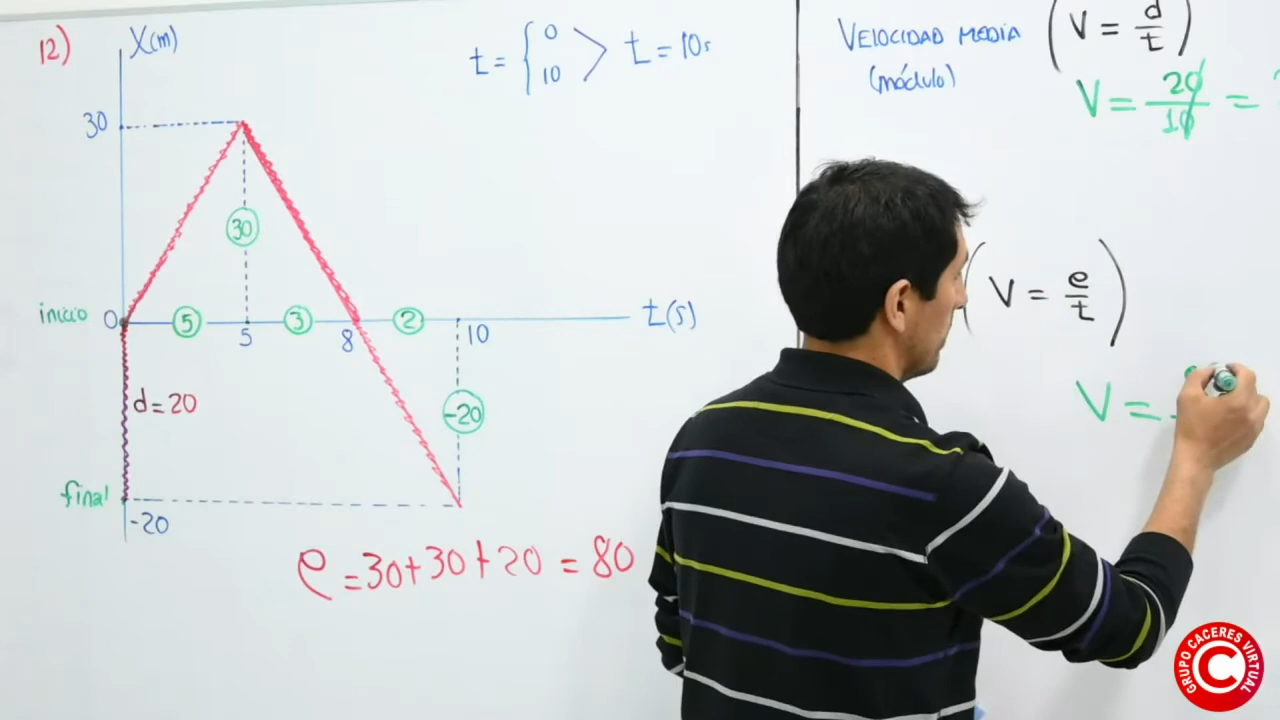 12)
X(m)
t = { 0 10 > t = 10s
30
30
inicio 0 5 3 2 t(s)
5 8 10
d = 20
-20
final
-20
e = 30 + 30 + 20 = 80
VELOCIDAD MEDIA (V = d/t)
(módulo)
V = 20/10 =
(V = e/t)
V =
GRUPO CACERES VIRTUAL
C